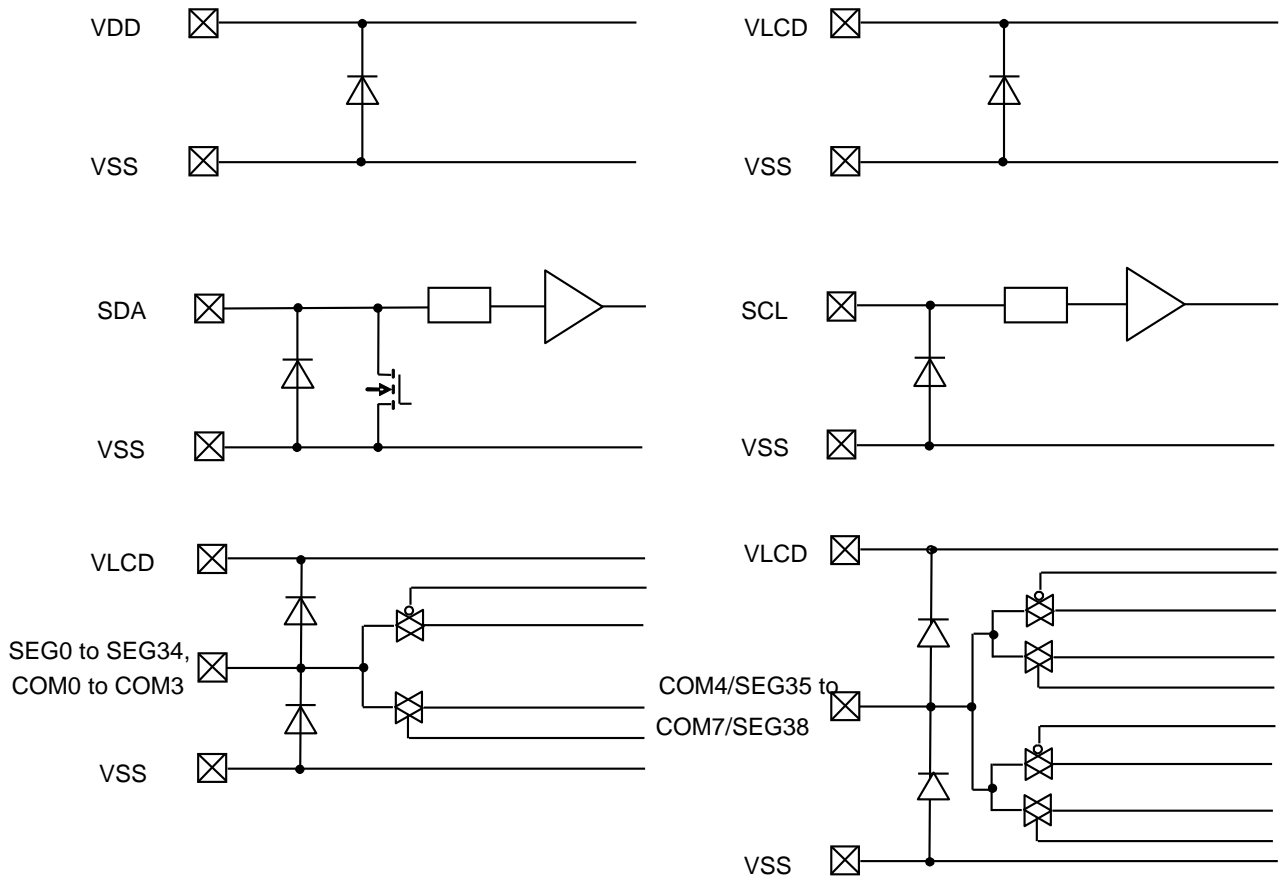 VDD
VSS
VLCD
VSS
SDA
VSS
SCL
VSS
VLCD
SEG0 to SEG34,
COM0 to COM3
VSS
VLCD
COM4/SEG35 to
COM7/SEG38
VSS